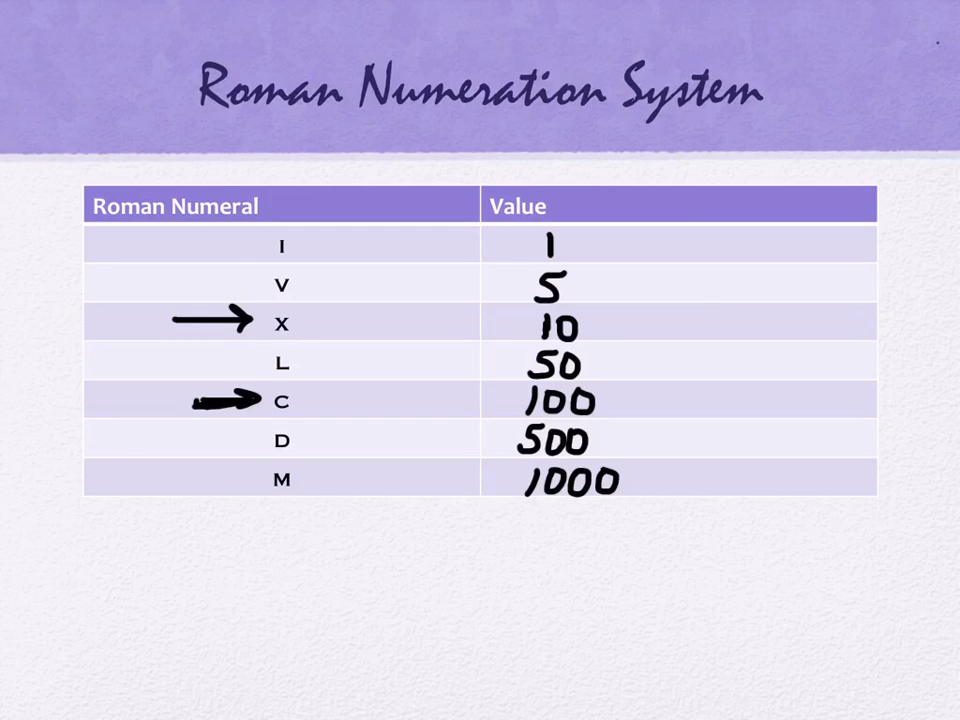 Roman Numeration System
Roman Numeral Value
I 1
V 5
X 10
L 50
C 100
D 500
M 1000